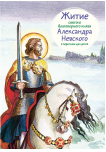 Житие
святого
благоверного князя
Александра
Невского
в пересказе для детей